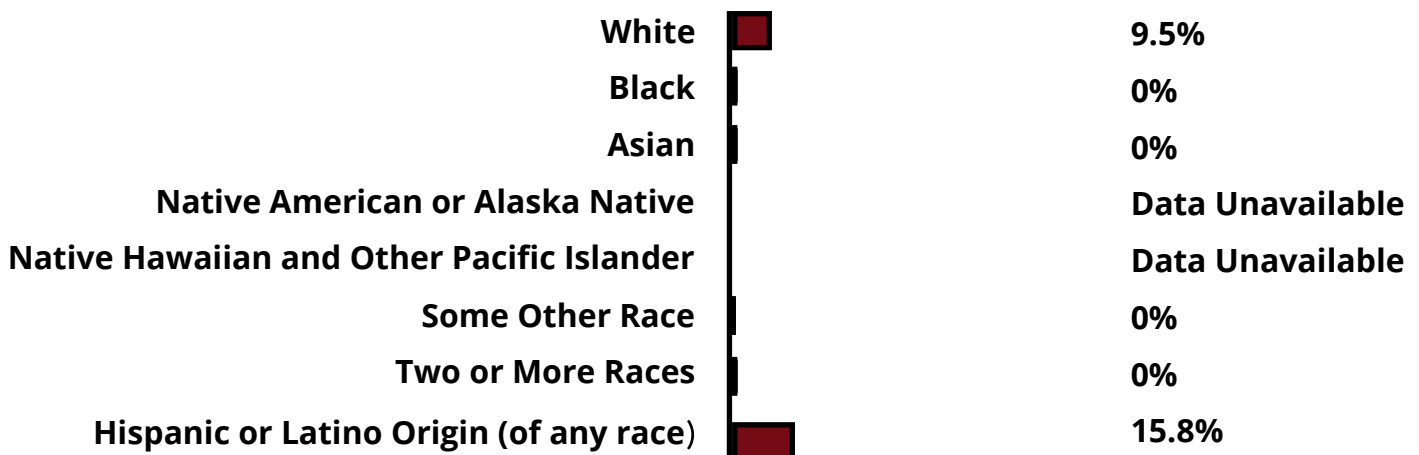 White 9.5%
Black 0%
Asian 0%
Native American or Alaska Native Data Unavailable
Native Hawaiian and Other Pacific Islander Data Unavailable
Some Other Race 0%
Two or More Races 0%
Hispanic or Latino Origin (of any race) 15.8%